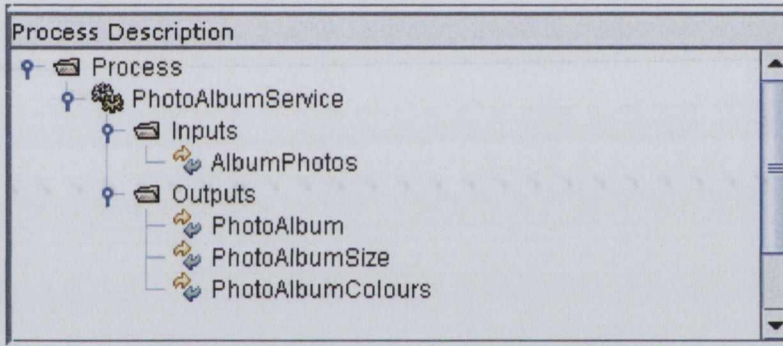 Process Description
Process
PhotoAlbumService
Inputs
AlbumPhotos
Outputs
PhotoAlbum
PhotoAlbumSize
PhotoAlbumColours